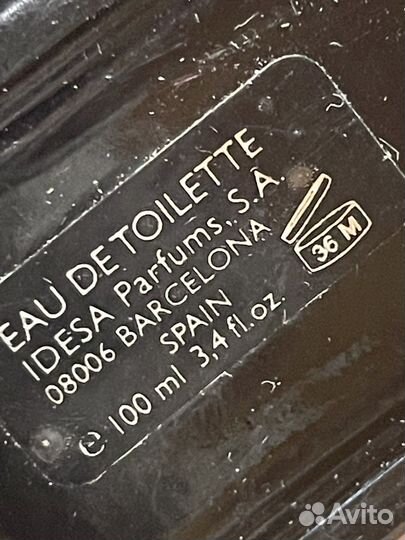 EAU DE TOILETTE
IDESA Parfums, S.A.
08006 BARCELONA
SPAIN
℮ 100 ml 3,4 fl.oz.
36 M
Avito